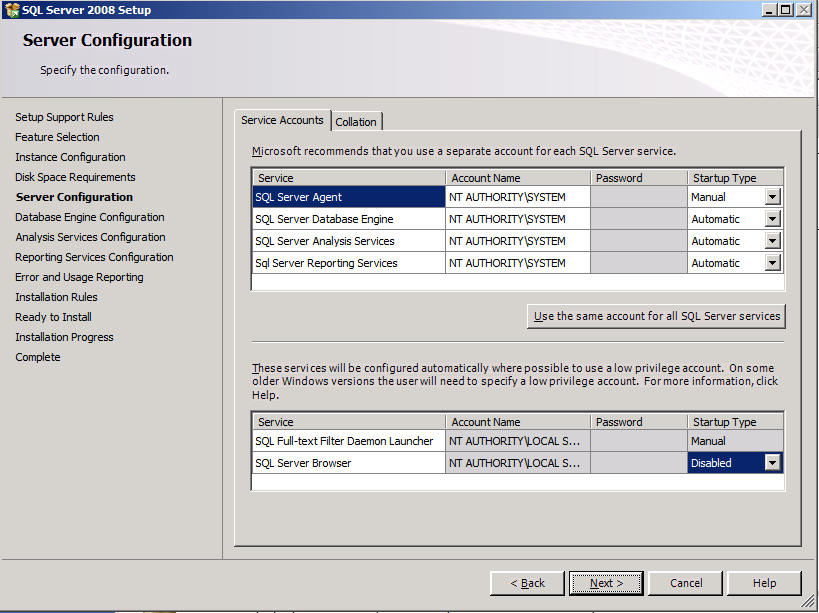 SQL Server 2008 Setup
Server Configuration
Specify the configuration.
Setup Support Rules
Feature Selection
Instance Configuration
Disk Space Requirements
Server Configuration
Database Engine Configuration
Analysis Services Configuration
Reporting Services Configuration
Error and Usage Reporting
Installation Rules
Ready to Install
Installation Progress
Complete
Service Accounts Collation
Microsoft recommends that you use a separate account for each SQL Server service.
Service Account Name Password Startup Type
SQL Server Agent NT AUTHORITY\SYSTEM Manual
SQL Server Database Engine NT AUTHORITY\SYSTEM Automatic
SQL Server Analysis Services NT AUTHORITY\SYSTEM Automatic
Sql Server Reporting Services NT AUTHORITY\SYSTEM Automatic
Use the same account for all SQL Server services
These services will be configured automatically where possible to use a low privilege account. On some
older Windows versions the user will need to specify a low privilege account. For more information, click
Help.
Service Account Name Password Startup Type
SQL Full-text Filter Daemon Launcher NT AUTHORITY\LOCAL S... Manual
SQL Server Browser NT AUTHORITY\LOCAL S... Disabled
< Back Next > Cancel Help